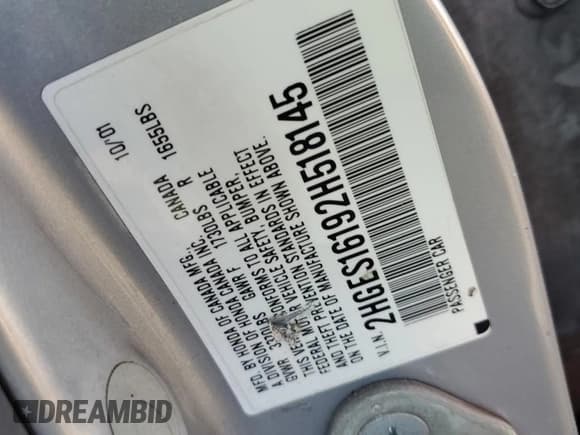 MFD. BY HONDA OF CANADA MFG. CANADA 10/01
A DIVISION OF HONDA CANADA INC.
GVWR 3700LBS GAWR F 1730LBS R 1655LBS
THIS VEHICLE CONFORMS TO ALL APPLICABLE
FEDERAL MOTOR VEHICLE SAFETY BUMPER,
AND THEFT PREVENTION STANDARDS IN EFFECT
ON THE DATE OF MANUFACTURE SHOWN ABOVE.
V.I.N. 2HGES16192H518145
PASSENGER CAR
DREAMBID